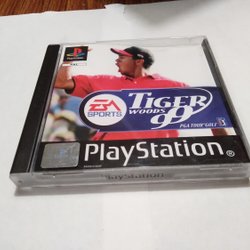 EA
SPORTS
TIGER
WOODS
99
PGA TOUR GOLF
PlayStation